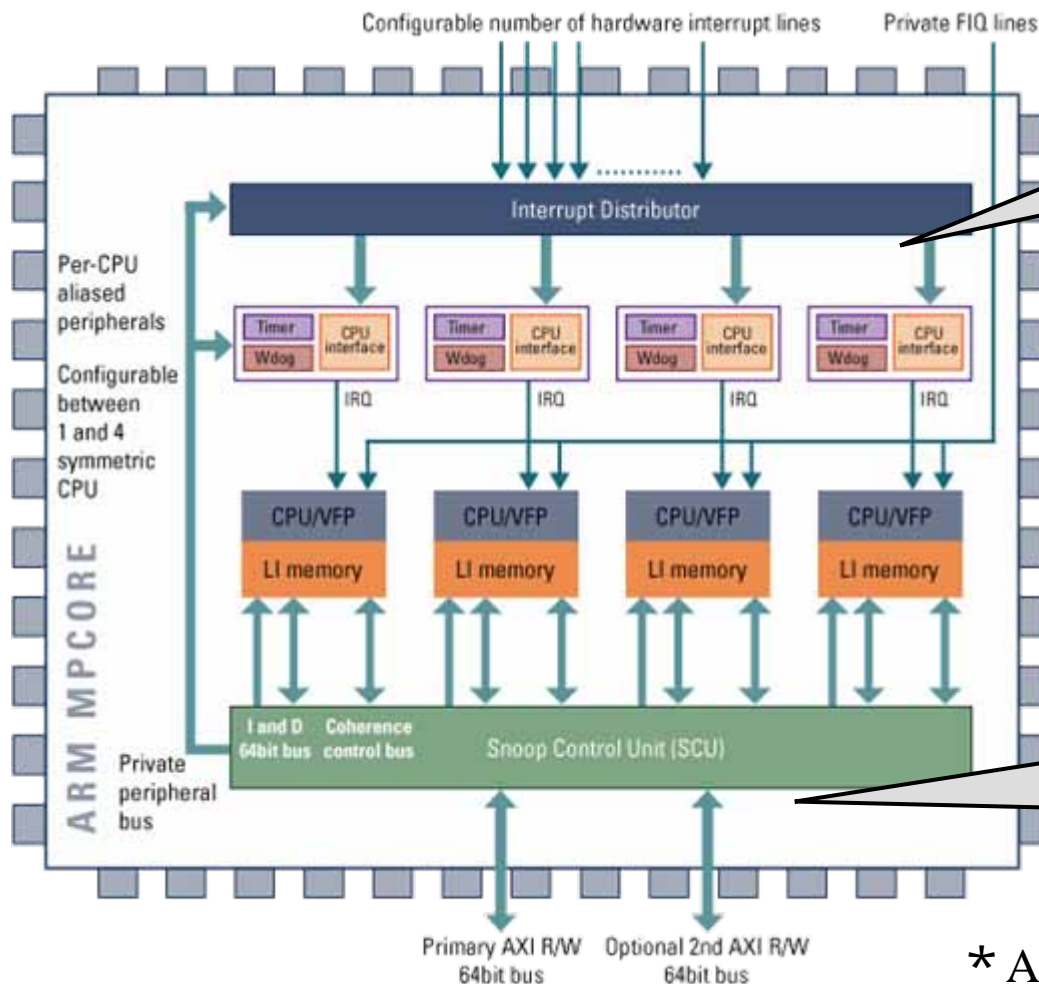 Configurable number of hardware interrupt lines
Private FIQ lines
Interrupt Distributor
Per-CPU
aliased
peripherals
Configurable
between
1 and 4
symmetric
CPU
Timer
Wdog
CPU
interface
Timer
Wdog
CPU
interface
Timer
Wdog
CPU
interface
Timer
Wdog
CPU
interface
IRQ
IRQ
IRQ
IRQ
CPU/VFP
LI memory
CPU/VFP
LI memory
CPU/VFP
LI memory
CPU/VFP
LI memory
ARM MPCORE
I and D
64bit bus
Coherence
control bus
Snoop Control Unit (SCU)
Private
peripheral
bus
Primary AXI R/W
64bit bus
Optional 2nd AXI R/W
64bit bus
* A